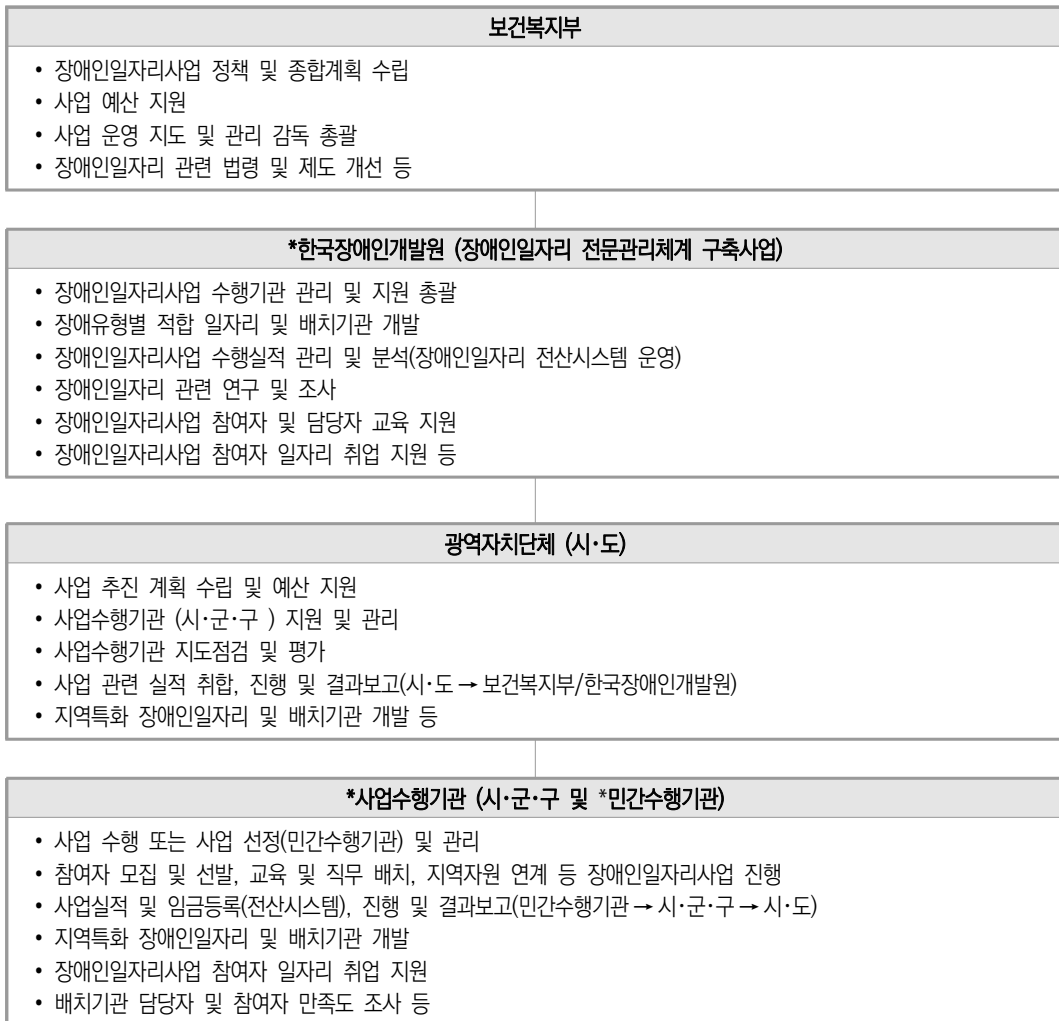 보건복지부
• 장애인일자리사업 정책 및 종합계획 수립
• 사업 예산 지원
• 사업 운영 지도 및 관리 감독 총괄
• 장애인일자리 관련 법령 및 제도 개선 등
*한국장애인개발원 (장애인일자리 전문관리체계 구축사업)
• 장애인일자리사업 수행기관 관리 및 지원 총괄
• 장애유형별 적합 일자리 및 배치기관 개발
• 장애인일자리사업 수행실적 관리 및 분석(장애인일자리 전산시스템 운영)
• 장애인일자리 관련 연구 및 조사
• 장애인일자리사업 참여자 및 담당자 교육 지원
• 장애인일자리사업 참여자 일자리 취업 지원 등
광역자치단체 (시·도)
• 사업 추진 계획 수립 및 예산 지원
• 사업수행기관 (시·군·구 ) 지원 및 관리
• 사업수행기관 지도점검 및 평가
• 사업 관련 실적 취합, 진행 및 결과보고(시·도 → 보건복지부/한국장애인개발원)
• 지역특화 장애인일자리 및 배치기관 개발 등
*사업수행기관 (시·군·구 및 *민간수행기관)
• 사업 수행 또는 사업 선정(민간수행기관) 및 관리
• 참여자 모집 및 선발, 교육 및 직무 배치, 지역자원 연계 등 장애인일자리사업 진행
• 사업실적 및 임금등록(전산시스템), 진행 및 결과보고(민간수행기관 → 시·군·구 → 시·도)
• 지역특화 장애인일자리 및 배치기관 개발
• 장애인일자리사업 참여자 일자리 취업 지원
• 배치기관 담당자 및 참여자 만족도 조사 등